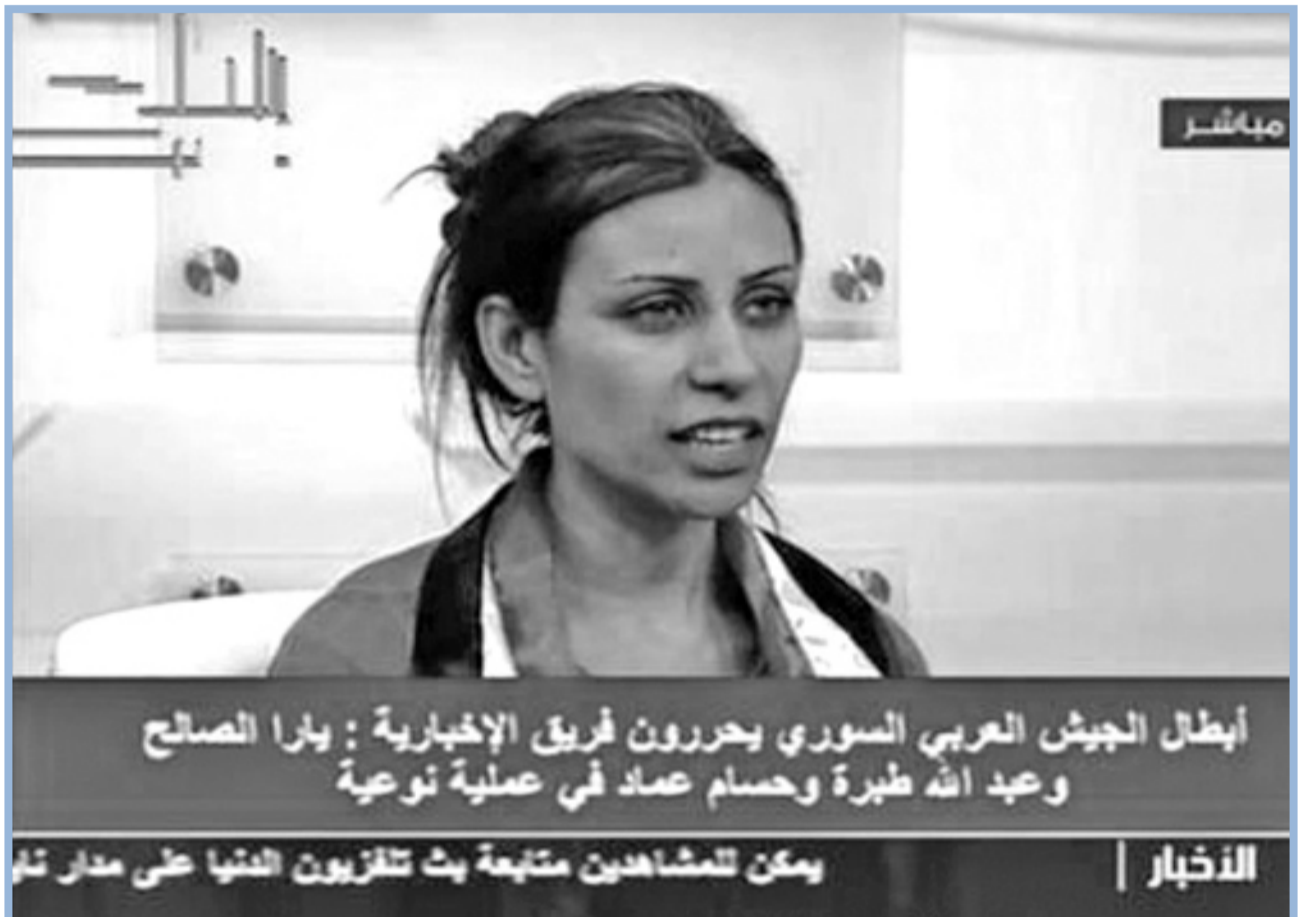 مباشر
أبطال الجيش العربي السوري يحررون فريق الإخبارية : يارا الصالح
وعبد الله طبرة وحسام عماد في عملية نوعية
الأخبار | يمكن للمشاهدين متابعة بث تلفزيون الدنيا على مدار